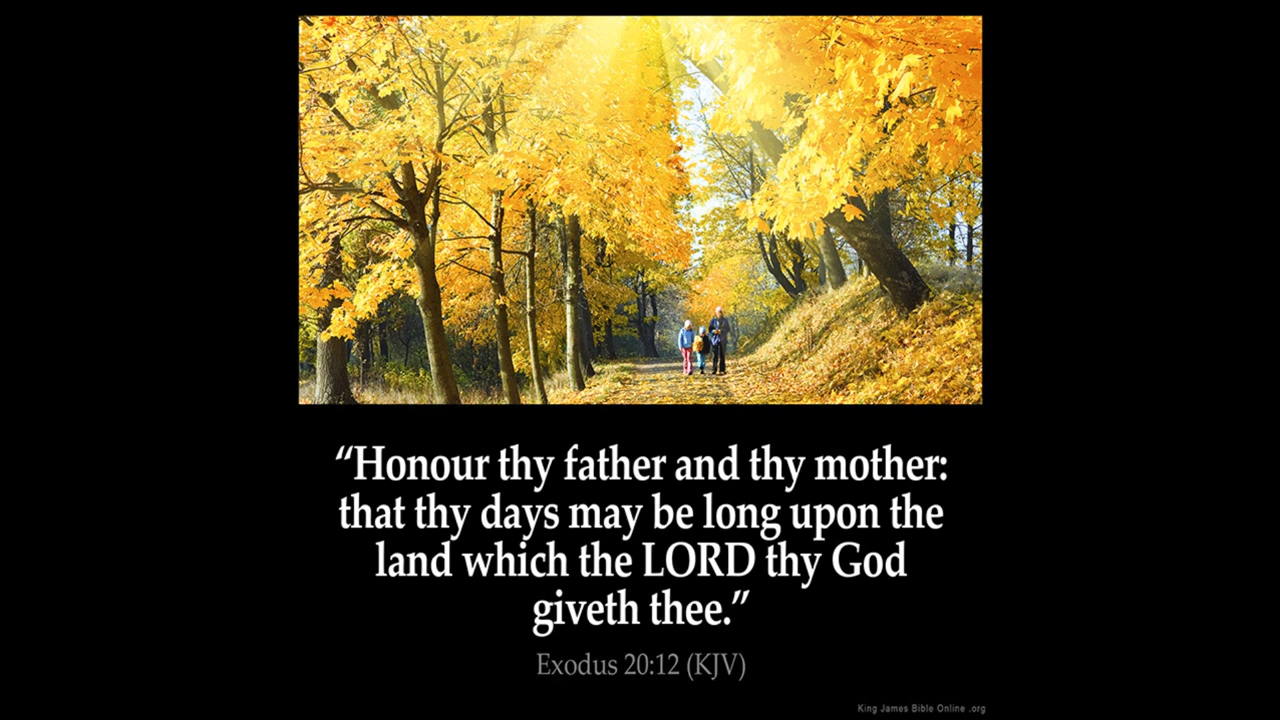 “Honour thy father and thy mother:
that thy days may be long upon the
land which the LORD thy God
giveth thee.”
Exodus 20:12 (KJV)
King James Bible Online .org